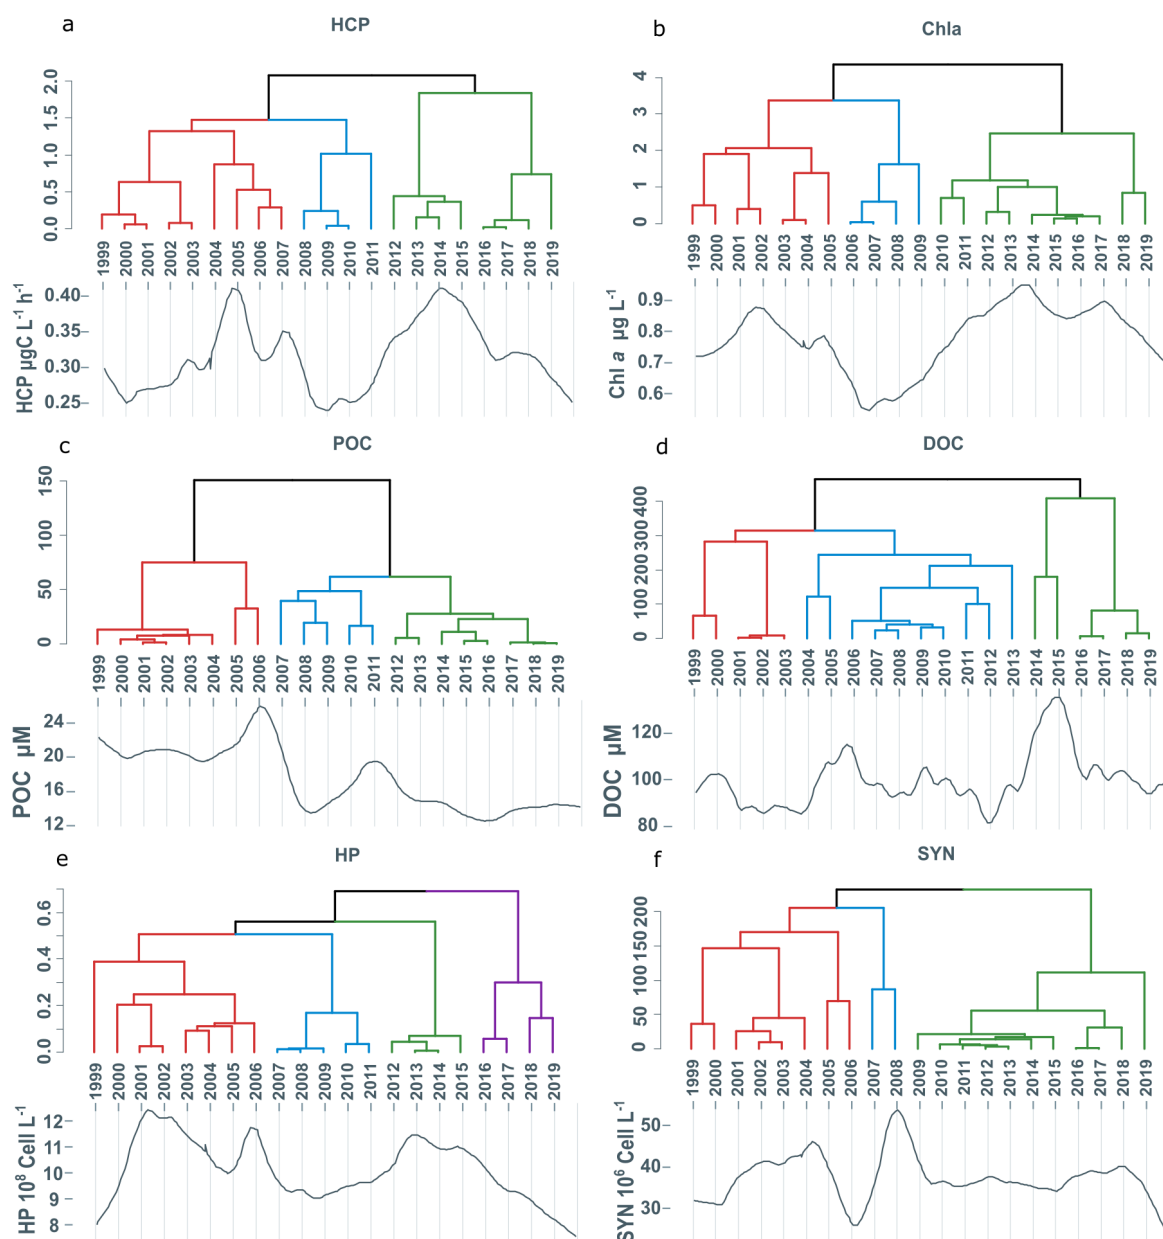 a
HCP
2.0
1.5
1.0
0.5
0.0
1999 2000 2001 2002 2003 2004 2005 2006 2007 2008 2009 2010 2011 2012 2013 2014 2015 2016 2017 2018 2019
HCP µgC L-1 h-1
0.40
0.35
0.30
0.25
b
Chla
4
3
2
1
0
1999 2000 2001 2002 2003 2004 2005 2006 2007 2008 2009 2010 2011 2012 2013 2014 2015 2016 2017 2018 2019
Chl a µg L-1
0.9
0.8
0.7
0.6
c
POC
150
100
50
0
1999 2000 2001 2002 2003 2004 2005 2006 2007 2008 2009 2010 2011 2012 2013 2014 2015 2016 2017 2018 2019
POC µM
24
20
16
12
d
DOC
400
300
200
100
0
1999 2000 2001 2002 2003 2004 2005 2006 2007 2008 2009 2010 2011 2012 2013 2014 2015 2016 2017 2018 2019
DOC µM
120
100
80
e
HP
0.6
0.4
0.2
0.0
1999 2000 2001 2002 2003 2004 2005 2006 2007 2008 2009 2010 2011 2012 2013 2014 2015 2016 2017 2018 2019
HP 10⁸ Cell L-1
12
11
10
9
8
f
SYN
200
150
100
50
0
1999 2000 2001 2002 2003 2004 2005 2006 2007 2008 2009 2010 2011 2012 2013 2014 2015 2016 2017 2018 2019
SYN 10⁶ Cell L-1
50
40
30